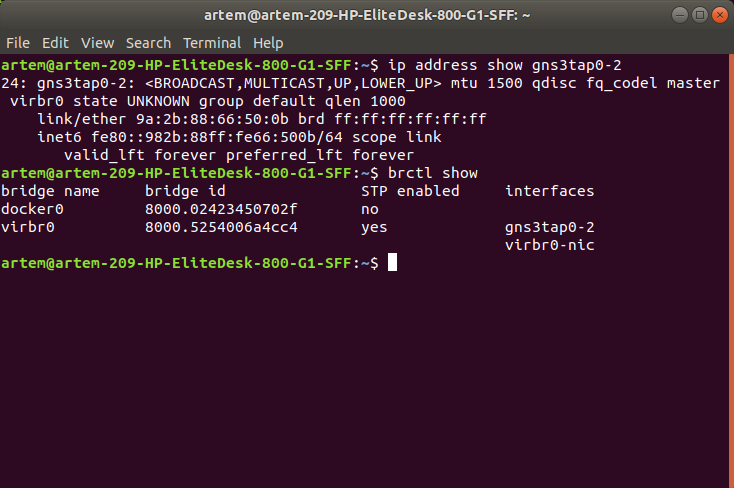 artem@artem-209-HP-EliteDesk-800-G1-SFF: ~
File Edit View Search Terminal Help
artem@artem-209-HP-EliteDesk-800-G1-SFF:~$ ip address show gns3tap0-2
24: gns3tap0-2: <BROADCAST,MULTICAST,UP,LOWER_UP> mtu 1500 qdisc fq_codel master
 virbr0 state UNKNOWN group default qlen 1000
    link/ether 9a:2b:88:66:50:0b brd ff:ff:ff:ff:ff:ff
    inet6 fe80::982b:88ff:fe66:500b/64 scope link
       valid_lft forever preferred_lft forever
artem@artem-209-HP-EliteDesk-800-G1-SFF:~$ brctl show
bridge name     bridge id               STP enabled     interfaces
docker0         8000.02423450702f       no
virbr0          8000.5254006a4cc4       yes             gns3tap0-2
                                                        virbr0-nic
artem@artem-209-HP-EliteDesk-800-G1-SFF:~$